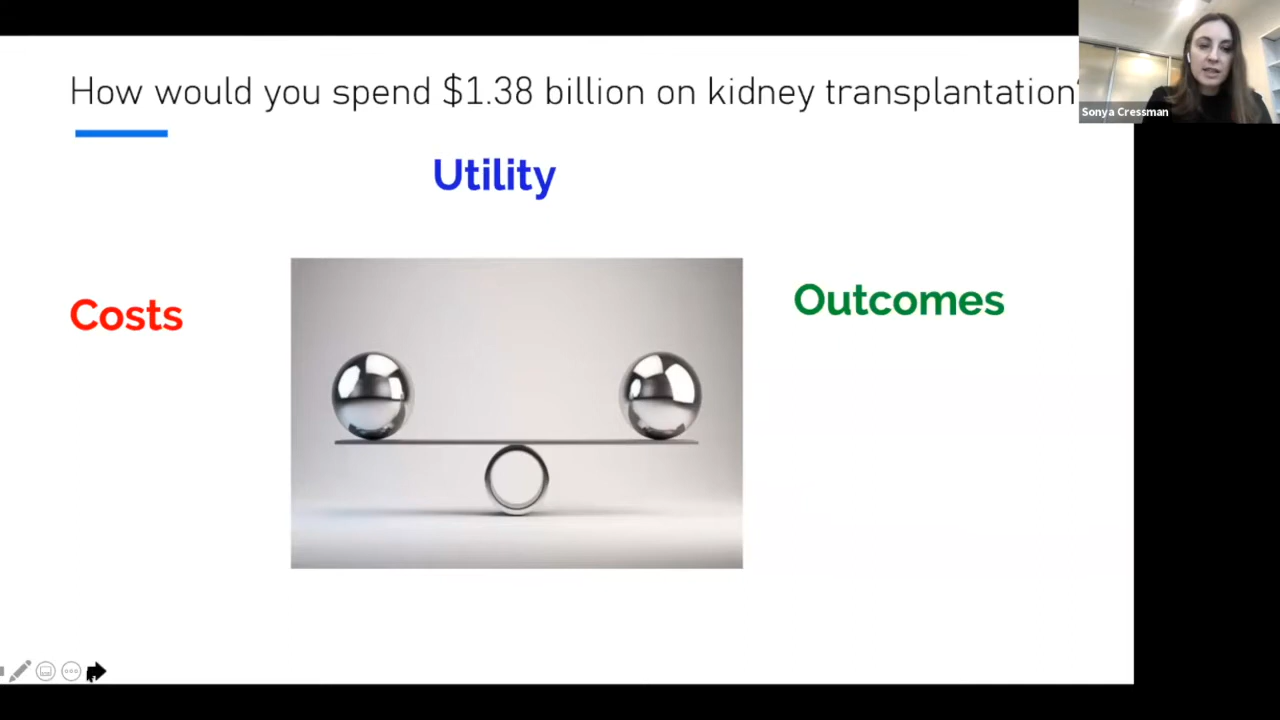 How would you spend $1.38 billion on kidney transplantation?
Sonya Cressman
Utility
Costs
Outcomes